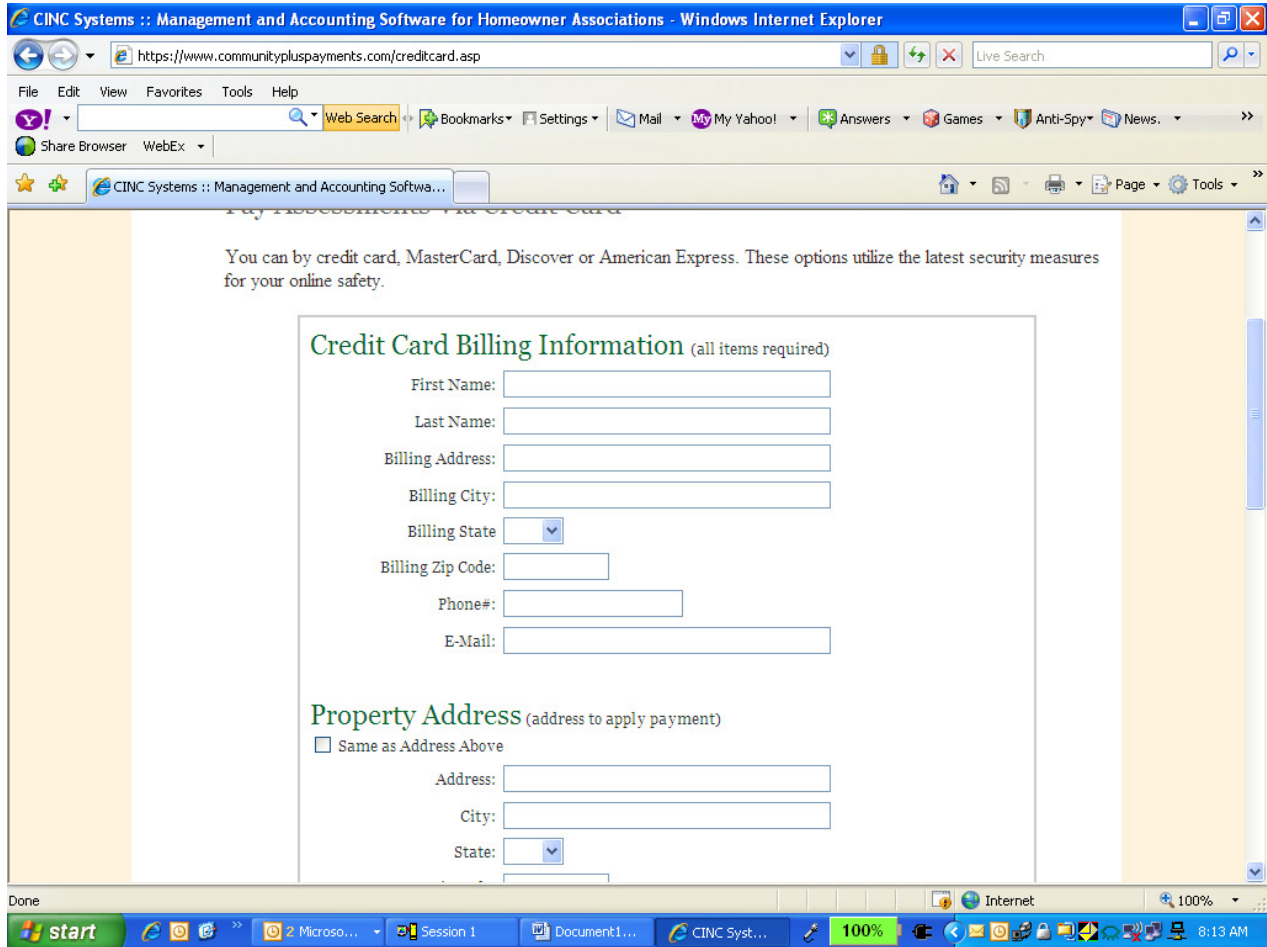 CINC Systems :: Management and Accounting Software for Homeowner Associations - Windows Internet Explorer
https://www.communitypluspayments.com/creditcard.asp
Live Search
File Edit View Favorites Tools Help
Y! Web Search Bookmarks Settings Mail My My Yahoo! Answers Games Anti-Spy News. >>
Share Browser WebEx
CINC Systems :: Management and Accounting Softwa... Page Tools >>
Pay Assessments Via Credit Card
You can by credit card, MasterCard, Discover or American Express. These options utilize the latest security measures
for your online safety.
Credit Card Billing Information (all items required)
First Name:
Last Name:
Billing Address:
Billing City:
Billing State
Billing Zip Code:
Phone#:
E-Mail:
Property Address (address to apply payment)
Same as Address Above
Address:
City:
State:
Done Internet 100%
start >> 2 Microso... Session 1 Document1... CINC Syst... 100% 8:13 AM